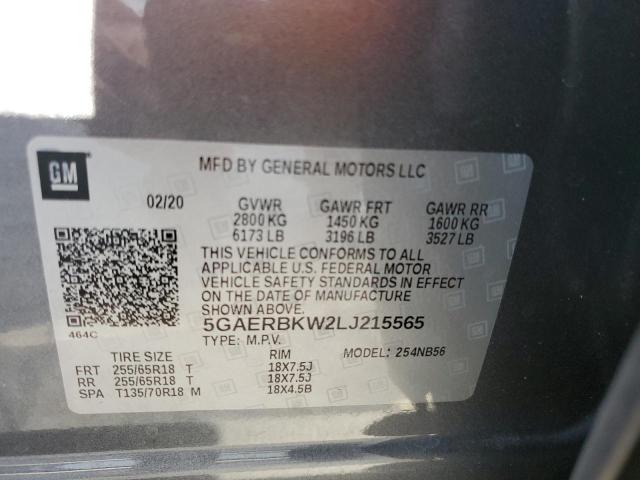 GM
MFD BY GENERAL MOTORS LLC
02/20 GVWR GAWR FRT GAWR RR
2800 KG 1450 KG 1600 KG
6173 LB 3196 LB 3527 LB
THIS VEHICLE CONFORMS TO ALL
APPLICABLE U.S. FEDERAL MOTOR
VEHICLE SAFETY STANDARDS IN EFFECT
ON THE DATE OF MANUFACTURE
SHOWN ABOVE.
464C 5GAERBKW2LJ215565
TYPE: M.P.V. MODEL: 254NB56
TIRE SIZE RIM
FRT 255/65R18 T 18X7.5J
RR 255/65R18 T 18X7.5J
SPA T135/70R18 M 18X4.5B